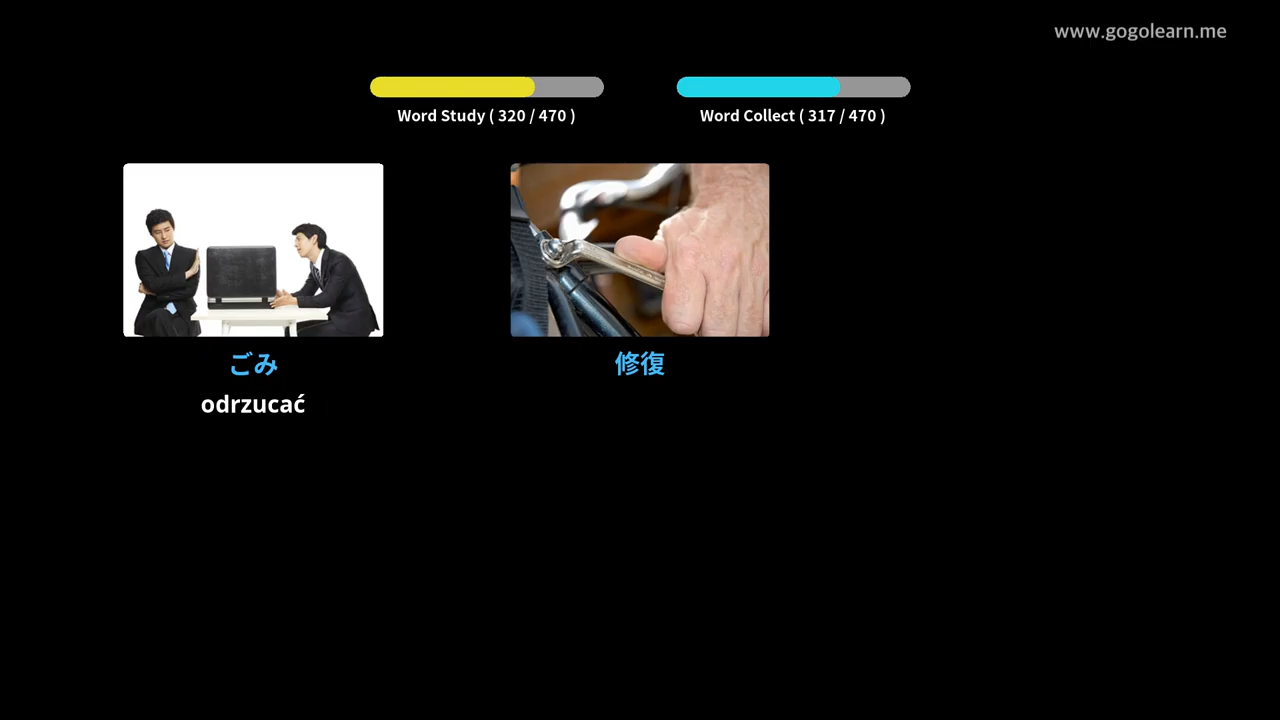 www.gogolearn.me
Word Study ( 320 / 470 )
Word Collect ( 317 / 470 )
ごみ
odrzucać
修復